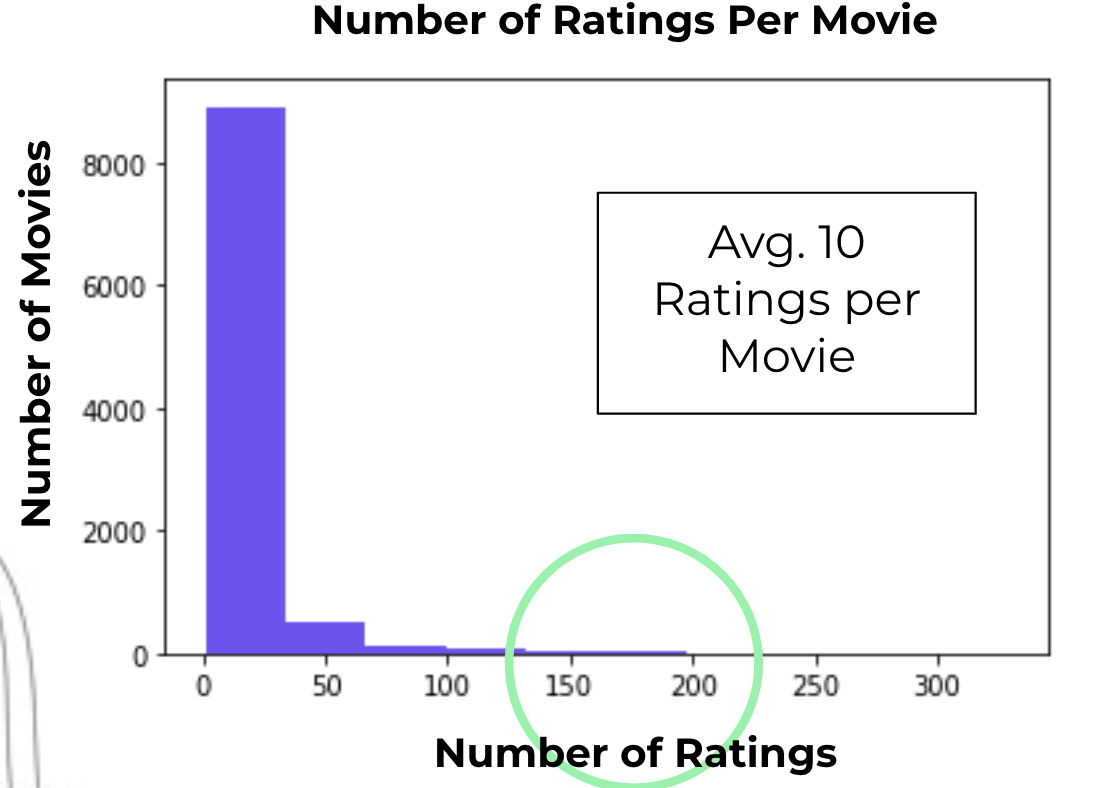 Number of Ratings Per Movie
Number of Movies
8000
6000
4000
2000
0
Avg. 10
Ratings per
Movie
0 50 100 150 200 250 300
Number of Ratings